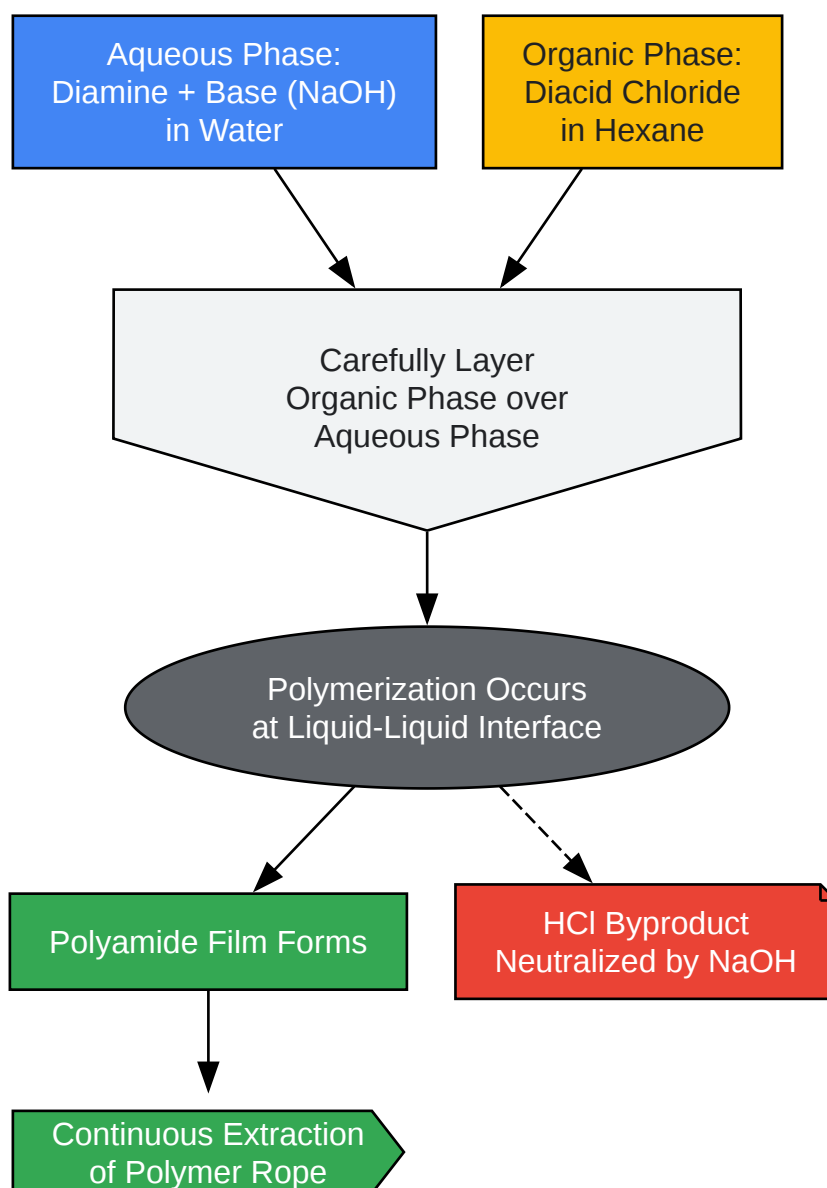 Aqueous Phase:
Diamine + Base (NaOH)
in Water
Organic Phase:
Diacid Chloride
in Hexane
Carefully Layer
Organic Phase over
Aqueous Phase
Polymerization Occurs
at Liquid-Liquid Interface
Polyamide Film Forms
HCl Byproduct
Neutralized by NaOH
Continuous Extraction
of Polymer Rope